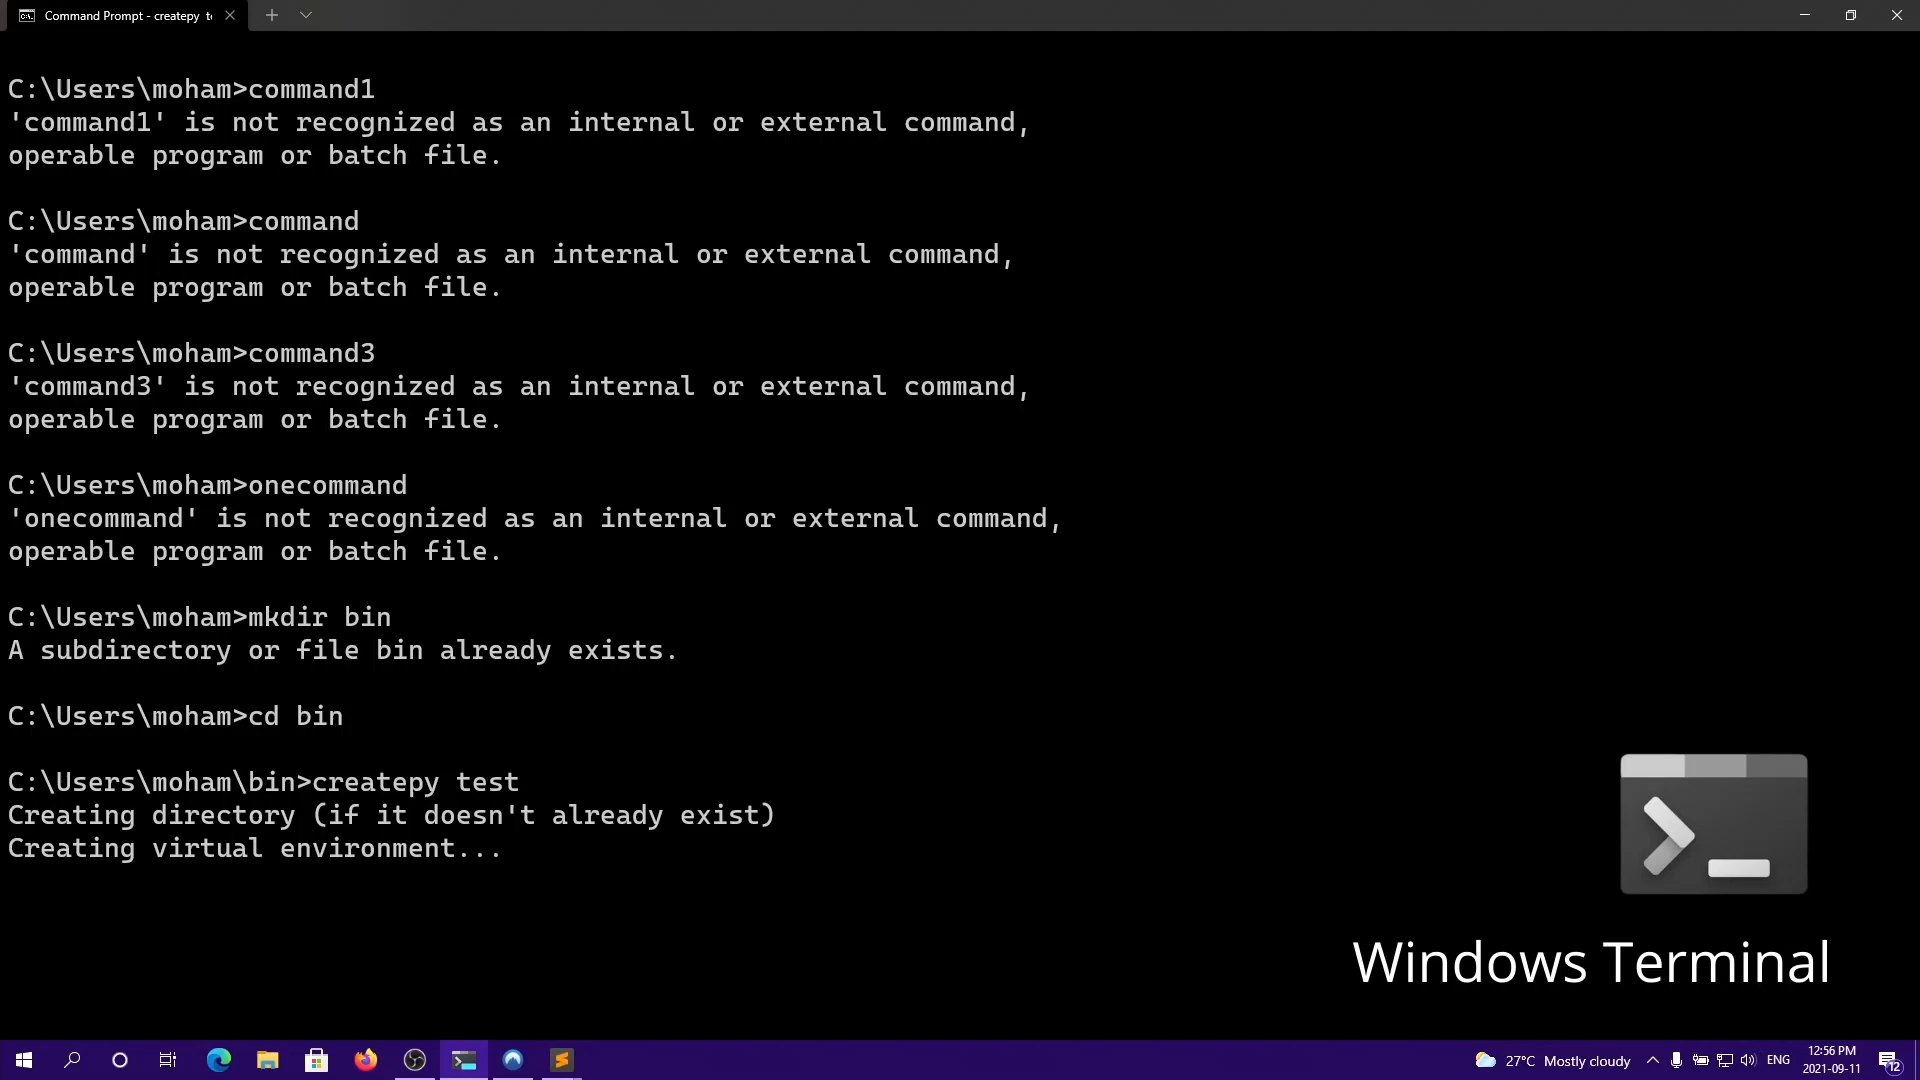 Command Prompt - createpy te
C:\Users\moham>command1
'command1' is not recognized as an internal or external command,
operable program or batch file.
C:\Users\moham>command
'command' is not recognized as an internal or external command,
operable program or batch file.
C:\Users\moham>command3
'command3' is not recognized as an internal or external command,
operable program or batch file.
C:\Users\moham>onecommand
'onecommand' is not recognized as an internal or external command,
operable program or batch file.
C:\Users\moham>mkdir bin
A subdirectory or file bin already exists.
C:\Users\moham>cd bin
C:\Users\moham\bin>createpy test
Creating directory (if it doesn't already exist)
Creating virtual environment...
Windows Terminal
27°C Mostly cloudy
ENG
12:56 PM
2021-09-11
12